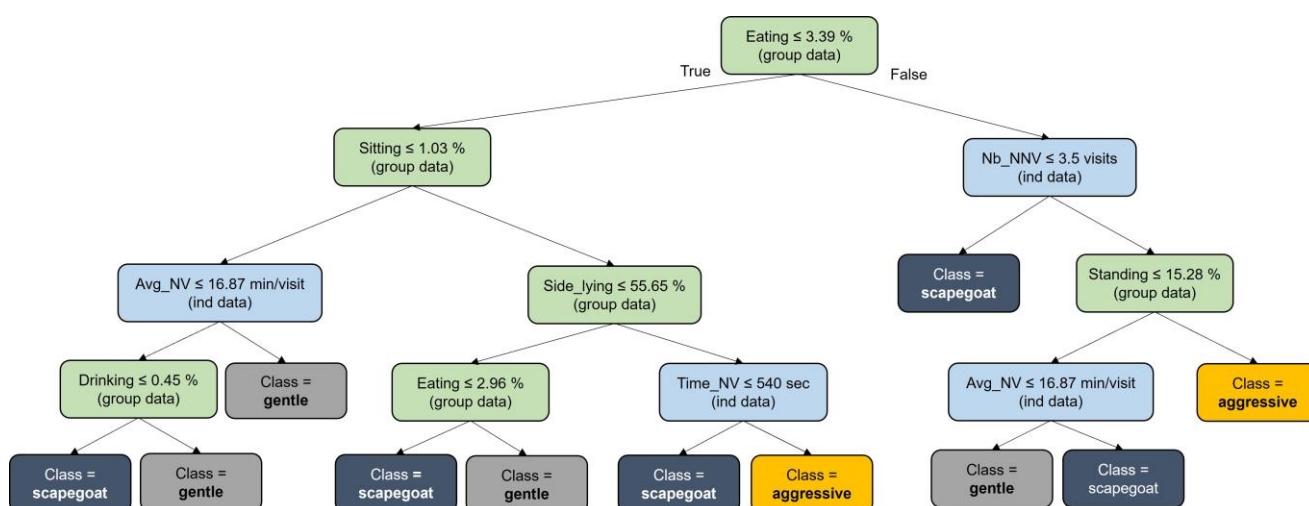 Eating ≤ 3.39 %
(group data)
True
False
Sitting ≤ 1.03 %
(group data)
Nb_NNV ≤ 3.5 visits
(ind data)
Avg_NV ≤ 16.87 min/visit
(ind data)
Side_lying ≤ 55.65 %
(group data)
Class =
scapegoat
Standing ≤ 15.28 %
(group data)
Drinking ≤ 0.45 %
(group data)
Class =
gentle
Eating ≤ 2.96 %
(group data)
Time_NV ≤ 540 sec
(ind data)
Avg_NV ≤ 16.87 min/visit
(ind data)
Class =
aggressive
Class =
scapegoat
Class =
gentle
Class =
scapegoat
Class =
gentle
Class =
scapegoat
Class =
aggressive
Class =
gentle
Class =
scapegoat